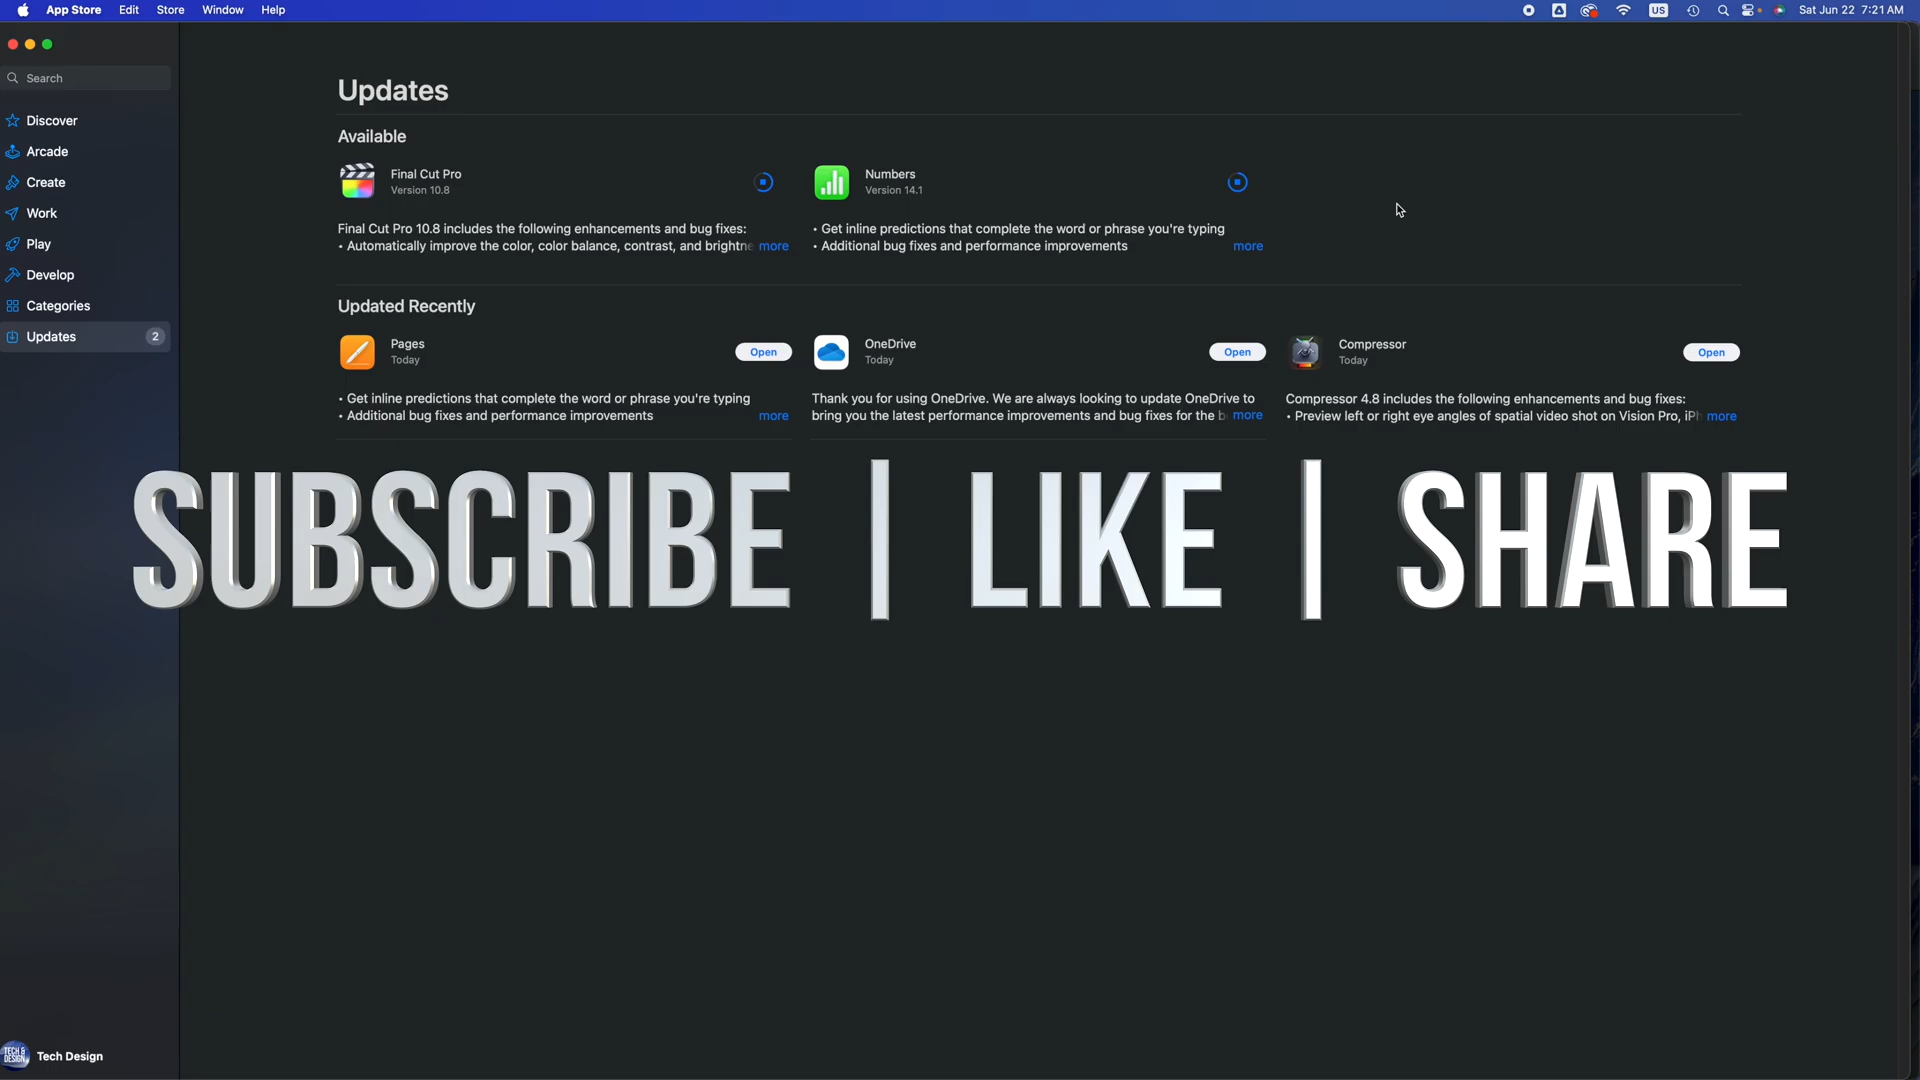 App Store Edit Store Window Help US Sat Jun 22 7:21 AM
Search
Discover
Arcade
Create
Work
Play
Develop
Categories
Updates 2
Updates
Available
Final Cut Pro
Version 10.8
Final Cut Pro 10.8 includes the following enhancements and bug fixes:
• Automatically improve the color, color balance, contrast, and brightne more
Numbers
Version 14.1
• Get inline predictions that complete the word or phrase you're typing
• Additional bug fixes and performance improvements more
Updated Recently
Pages
Today
Open
• Get inline predictions that complete the word or phrase you're typing
• Additional bug fixes and performance improvements more
OneDrive
Today
Open
Thank you for using OneDrive. We are always looking to update OneDrive to
bring you the latest performance improvements and bug fixes for the b more
Compressor
Today
Open
Compressor 4.8 includes the following enhancements and bug fixes:
• Preview left or right eye angles of spatial video shot on Vision Pro, iPh more
SUBSCRIBE | LIKE | SHARE
TECH &
DESIGN
Tech Design